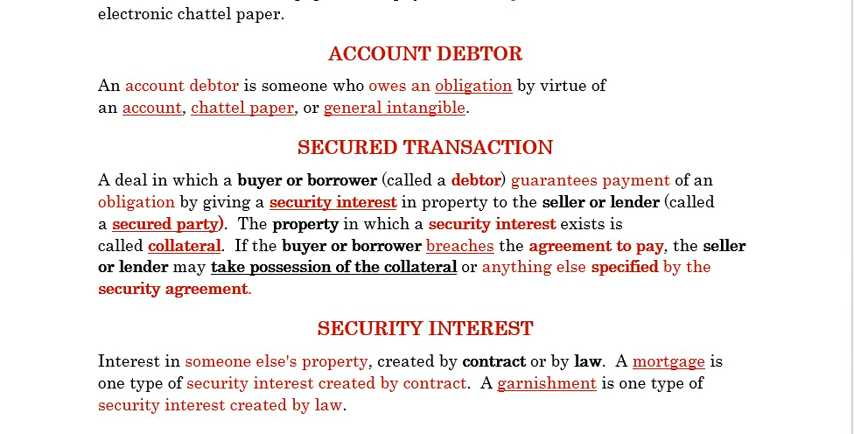 electronic chattel paper.
ACCOUNT DEBTOR
An account debtor is someone who owes an obligation by virtue of
an account, chattel paper, or general intangible.
SECURED TRANSACTION
A deal in which a buyer or borrower (called a debtor) guarantees payment of an
obligation by giving a security interest in property to the seller or lender (called
a secured party).  The property in which a security interest exists is
called collateral.  If the buyer or borrower breaches the agreement to pay, the seller
or lender may take possession of the collateral or anything else specified by the
security agreement.
SECURITY INTEREST
Interest in someone else's property, created by contract or by law.  A mortgage is
one type of security interest created by contract.  A garnishment is one type of
security interest created by law.